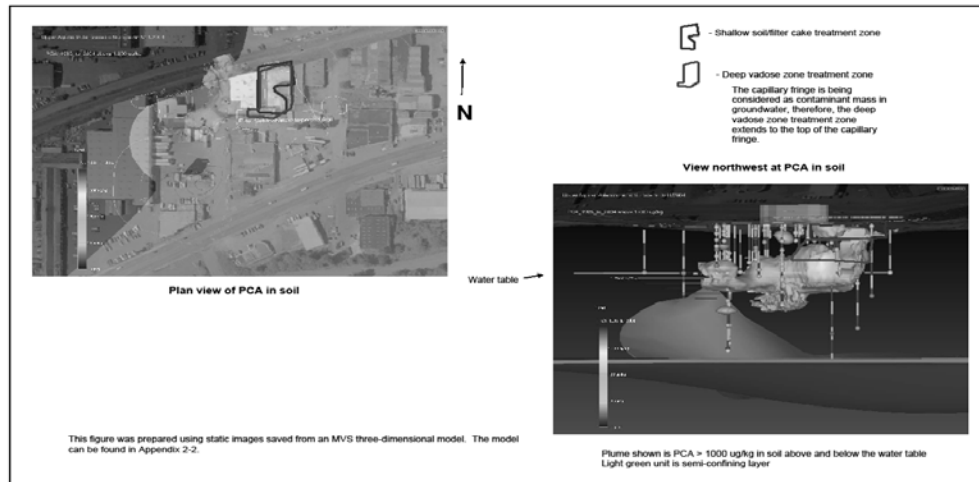 - Shallow soil/filter cake treatment zone
- Deep vadose zone treatment zone
The capillary fringe is being
considered as contaminant mass in
groundwater, therefore, the deep
vadose zone treatment zone
extends to the top of the capillary
fringe.
N
View northwest at PCA in soil
Plan view of PCA in soil
Water table
This figure was prepared using static images saved from an MVS three-dimensional model. The model
can be found in Appendix 2-2.
Plume shown is PCA > 1000 ug/kg in soil above and below the water table
Light green unit is semi-confining layer